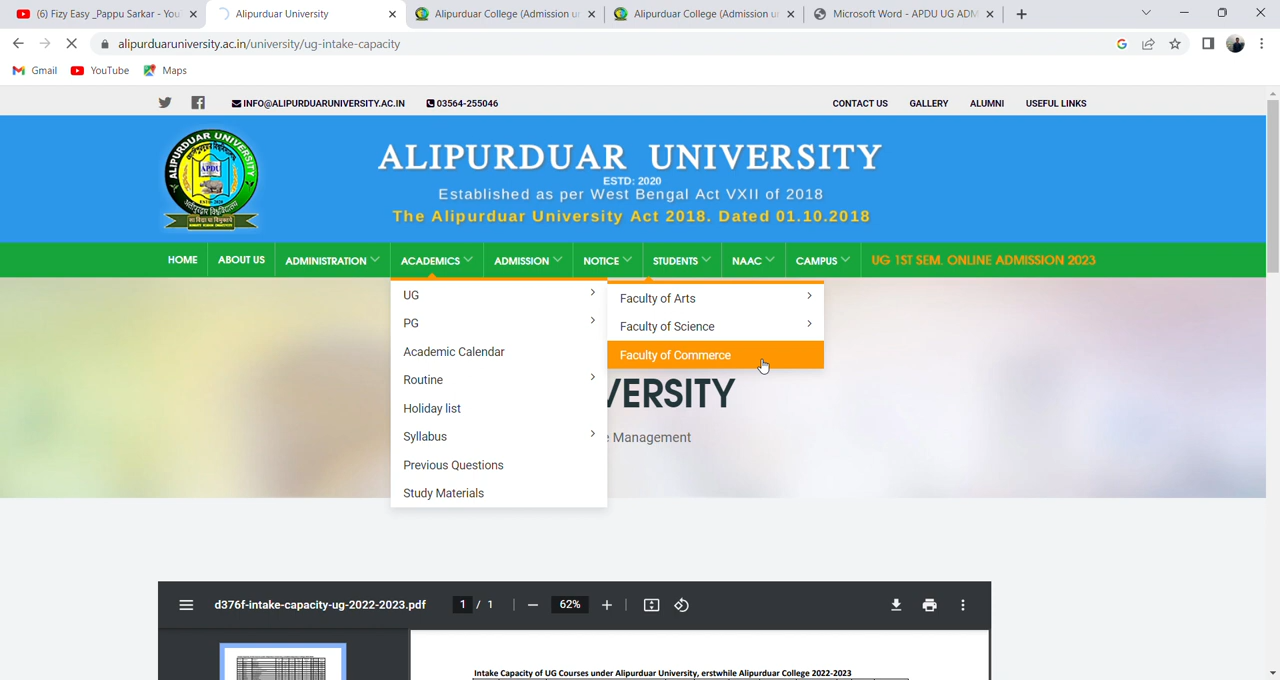 (6) Fizy Easy _Pappu Sarkar - You
Alipurduar University
Alipurduar College (Admission un
Alipurduar College (Admission un
Microsoft Word - APDU UG ADM
alipurduaruniversity.ac.in/university/ug-intake-capacity
Gmail
YouTube
Maps
INFO@ALIPURDUARUNIVERSITY.AC.IN
03564-255046
CONTACT US
GALLERY
ALUMNI
USEFUL LINKS
ALIPURDUAR UNIVERSITY
ESTD: 2020
Established as per West Bengal Act VXII of 2018
The Alipurduar University Act 2018. Dated 01.10.2018
ALIPURDUAR UNIVERSITY
APDU
HOME
ABOUT US
ADMINISTRATION
ACADEMICS
ADMISSION
NOTICE
STUDENTS
NAAC
CAMPUS
UG 1ST SEM. ONLINE ADMISSION 2023
UG
PG
Academic Calendar
Routine
Holiday list
Syllabus
Previous Questions
Study Materials
Faculty of Arts
Faculty of Science
Faculty of Commerce
VERSITY
e Management
d376f-intake-capacity-ug-2022-2023.pdf
1 / 1
62%
Intake Capacity of UG Courses under Alipurduar University, erstwhile Alipurduar College 2022-2023